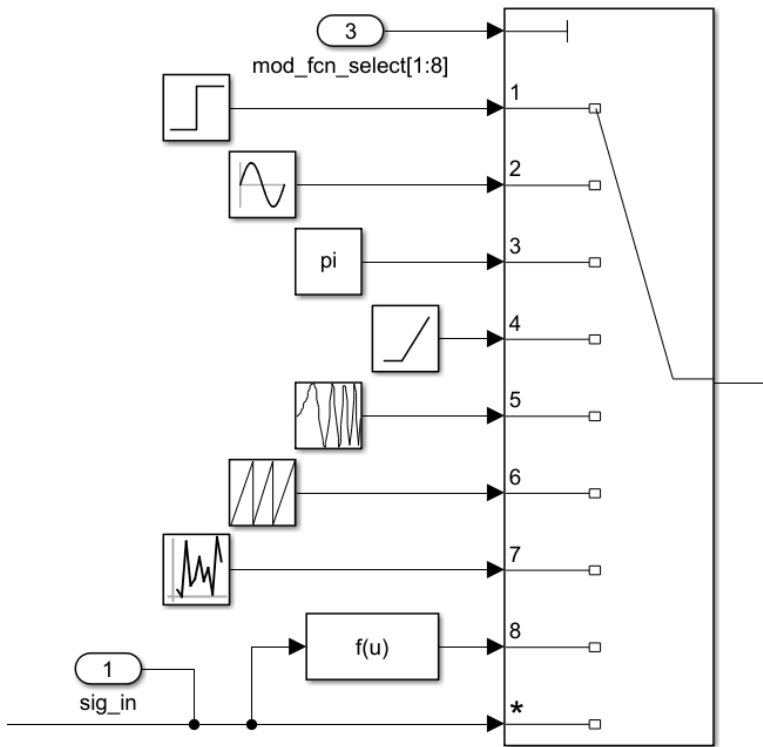 3
mod_fcn_select[1:8]
1
2
pi
3
4
5
6
7
f(u)
8
1
sig_in
*